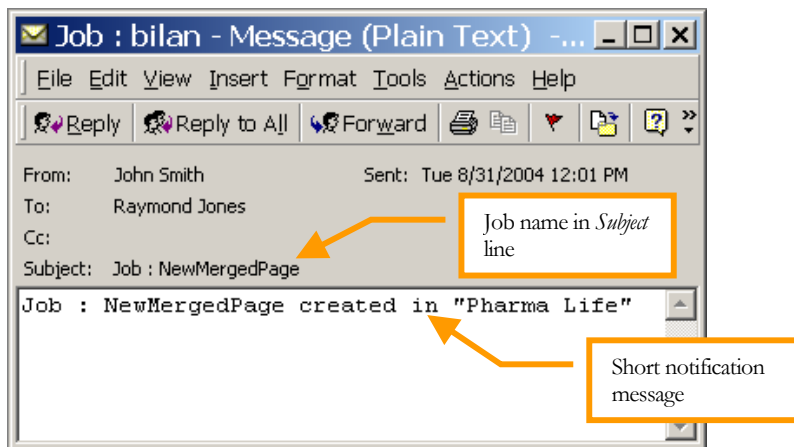 Job : bilan - Message (Plain Text) -...
File Edit View Insert Format Tools Actions Help
Reply Reply to All Forward
From: John Smith Sent: Tue 8/31/2004 12:01 PM
To: Raymond Jones
Cc:
Subject: Job : NewMergedPage
Job name in Subject
line
Job : NewMergedPage created in "Pharma Life"
Short notification
message